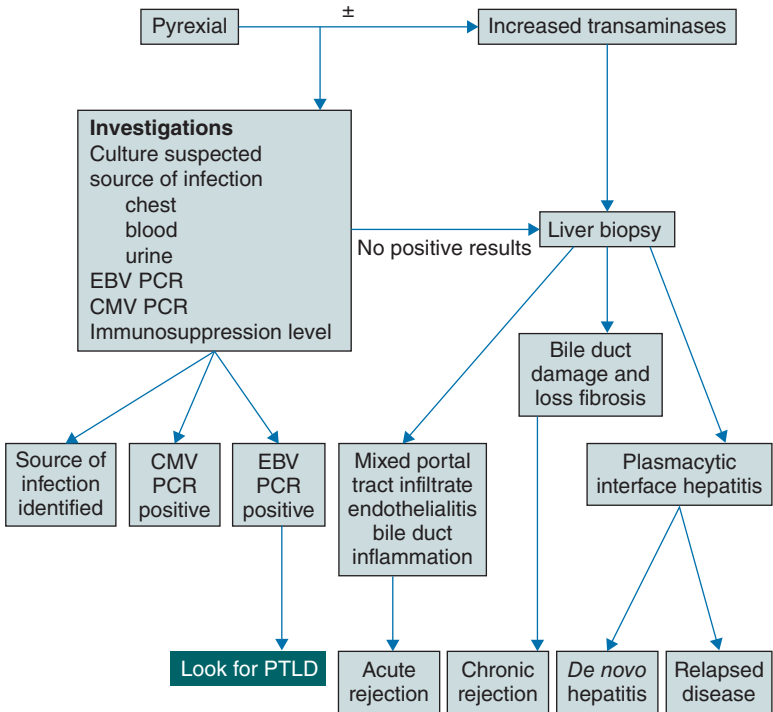 Pyrexial
±
Increased transaminases
Investigations
Culture suspected
source of infection
chest
blood
urine
EBV PCR
CMV PCR
Immunosuppression level
No positive results
Liver biopsy
Bile duct
damage and
loss fibrosis
Source of
infection
identified
CMV
PCR
positive
EBV
PCR
positive
Mixed portal
tract infiltrate
endothelialitis
bile duct
inflammation
Plasmacytic
interface hepatitis
Look for PTLD
Acute
rejection
Chronic
rejection
De novo
hepatitis
Relapsed
disease